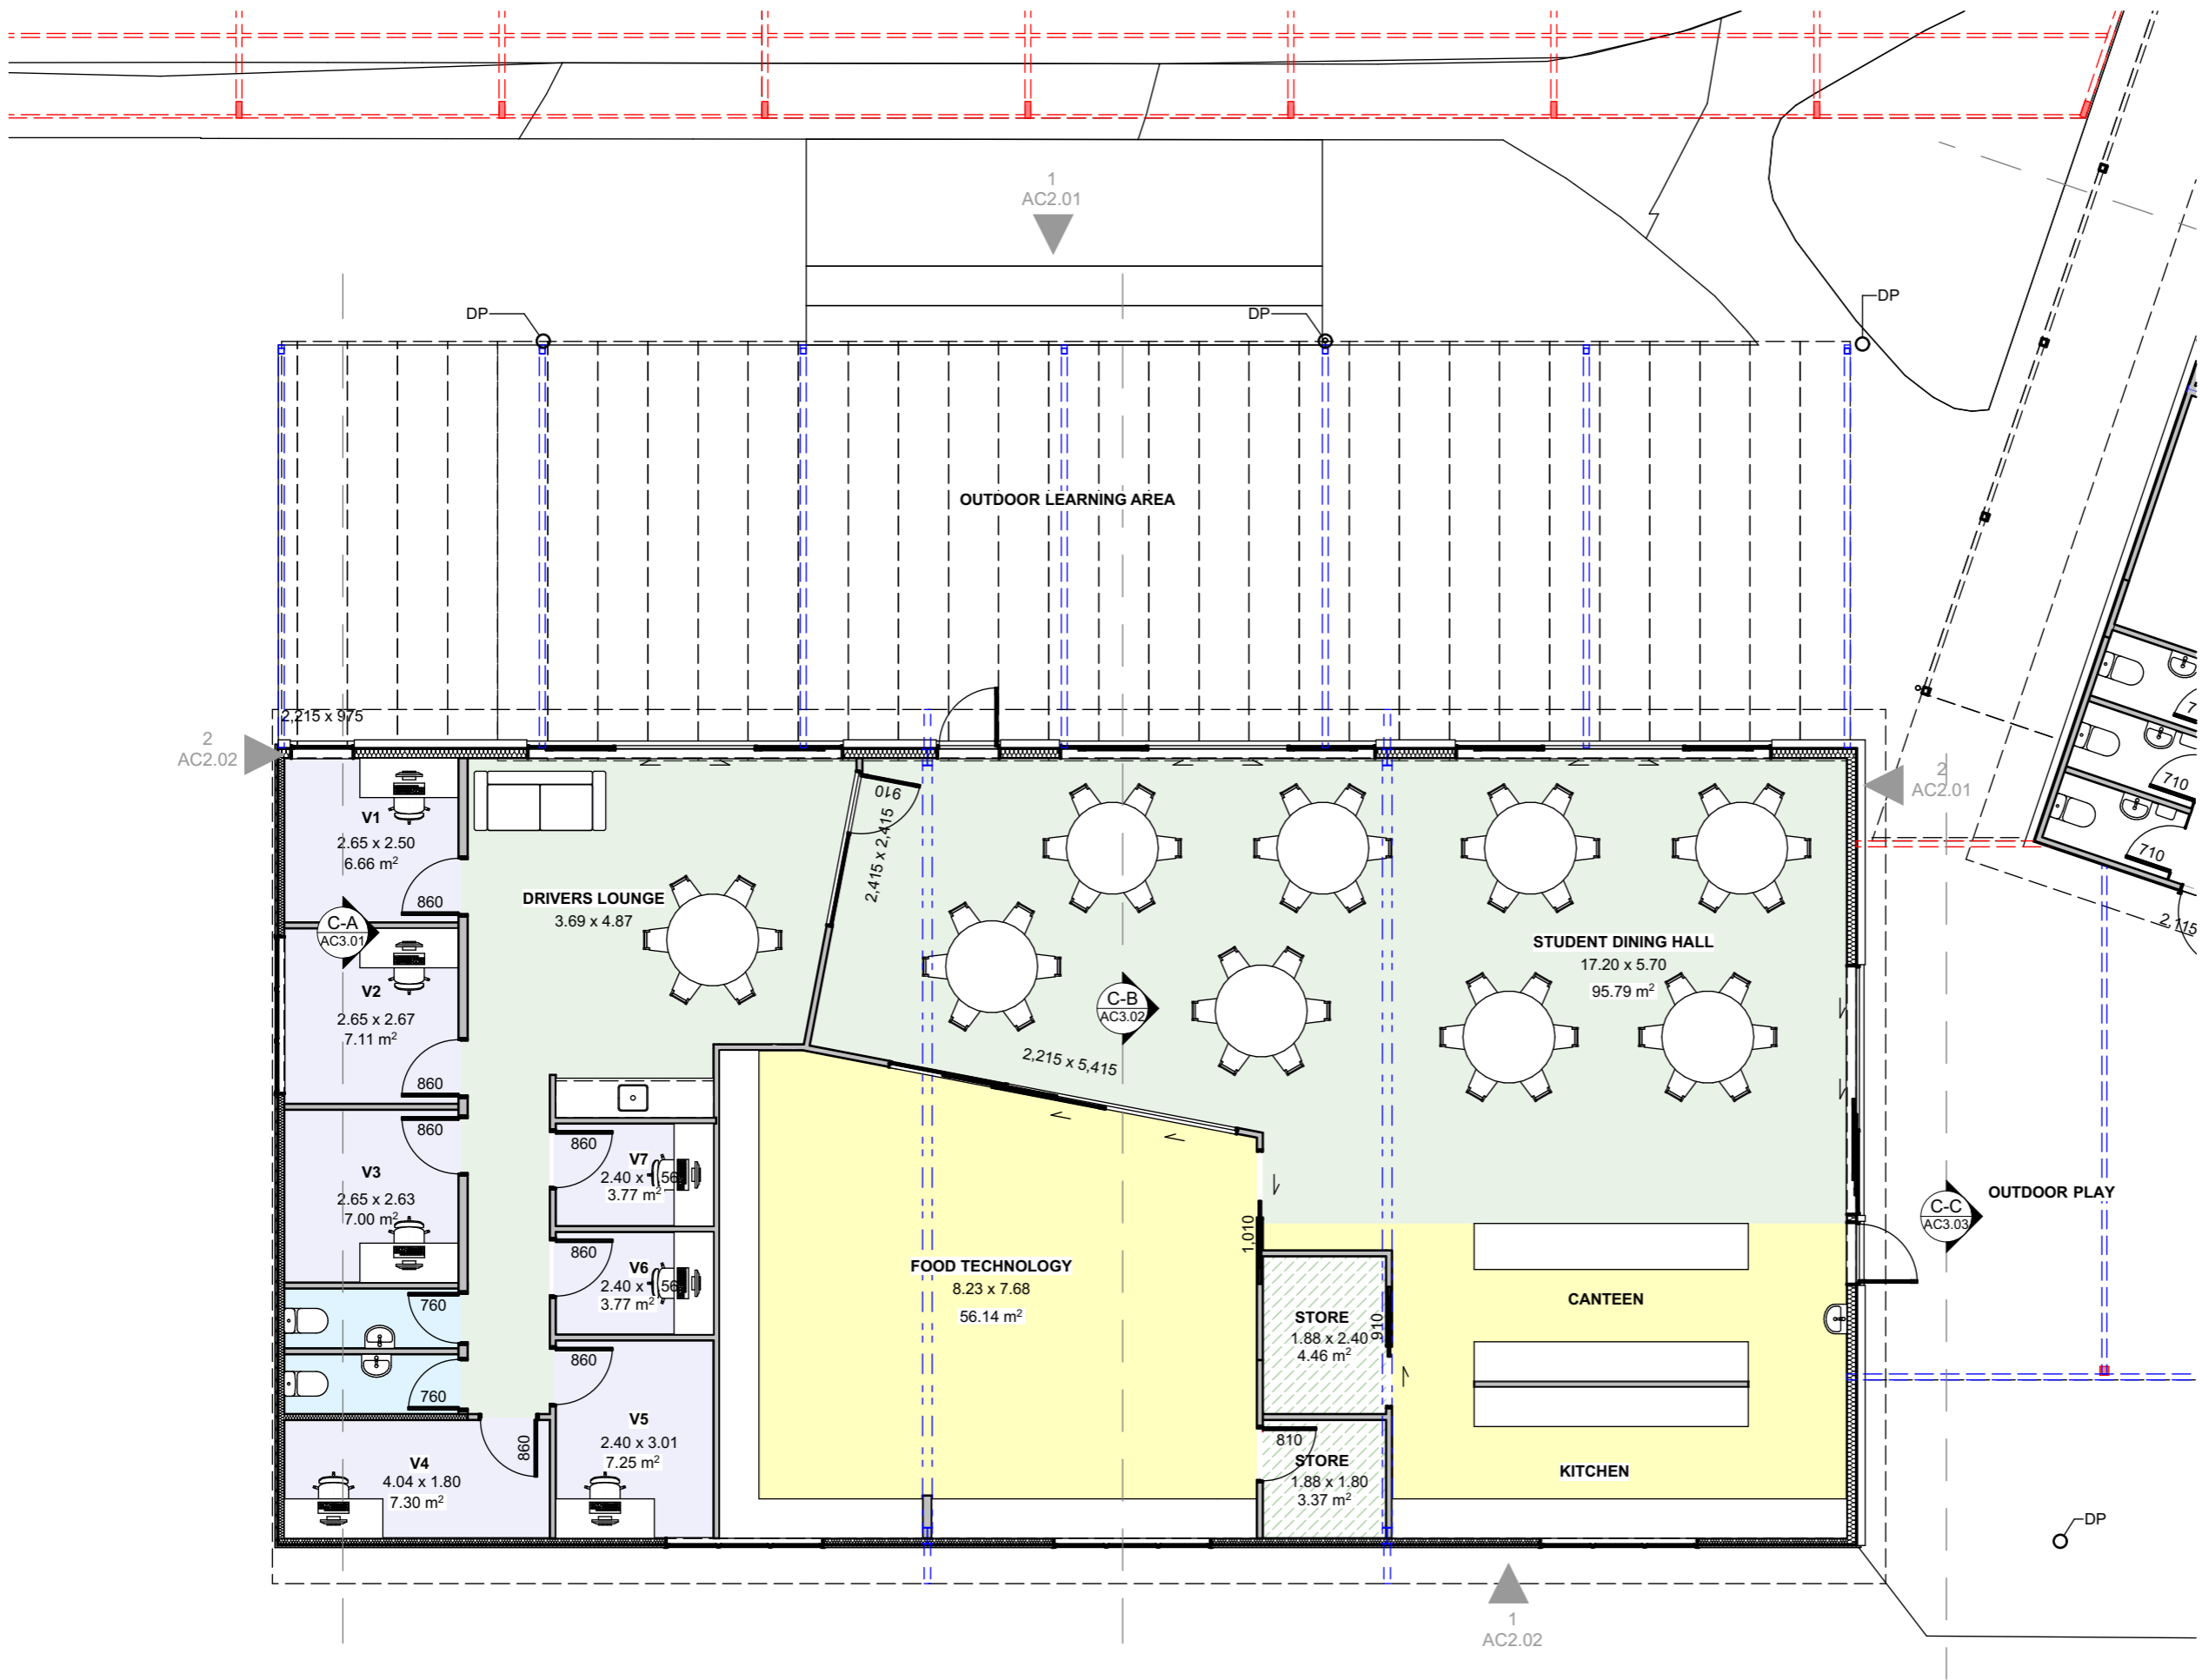 1
AC2.01
DP
DP
DP
OUTDOOR LEARNING AREA
2,215 x 975
2
AC2.02
2
AC2.01
910
2,415 x 2,415
V1
2.65 x 2.50
6.66 m²
860
DRIVERS LOUNGE
3.69 x 4.87
C-A
AC3.01
V2
2.65 x 2.67
7.11 m²
860
STUDENT DINING HALL
17.20 x 5.70
95.79 m²
C-B
AC3.02
2,215 x 5,415
710
710
2,115
860
V3
2.65 x 2.63
7.00 m²
860
V7
2.40 x 56
3.77 m²
OUTDOOR PLAY
C-C
AC3.03
1,010
860
V6
2.40 x 56
3.77 m²
FOOD TECHNOLOGY
8.23 x 7.68
56.14 m²
760
760
CANTEEN
STORE
1.88 x 2.40
4.46 m²
910
860
V5
2.40 x 3.01
7.25 m²
860
V4
4.04 x 1.80
7.30 m²
810
STORE
1.88 x 1.80
3.37 m²
KITCHEN
DP
1
AC2.02